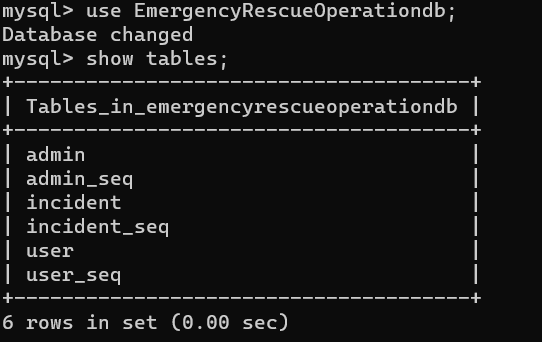 mysql> use EmergencyRescueOperationdb;
Database changed
mysql> show tables;
+--------------------------------------+
| Tables_in_emergencyrescueoperationdb |
+--------------------------------------+
| admin                                |
| admin_seq                            |
| incident                             |
| incident_seq                         |
| user                                 |
| user_seq                             |
+--------------------------------------+
6 rows in set (0.00 sec)